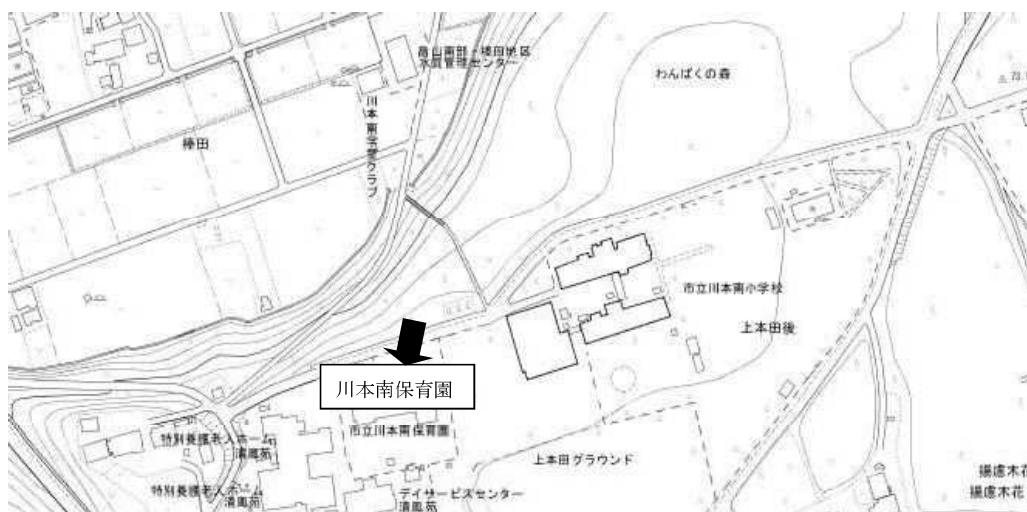 畠山南部・本田地区
水質管理センター
わんぱくの森
川本南学童クラブ
本田
市立川本南小学校
上本田後
川本南保育園
市立川本南保育園
特別養護老人ホーム
清風苑
上本田グラウンド
特別養護老人ホーム
清風苑
デイサービスセンター
清風苑